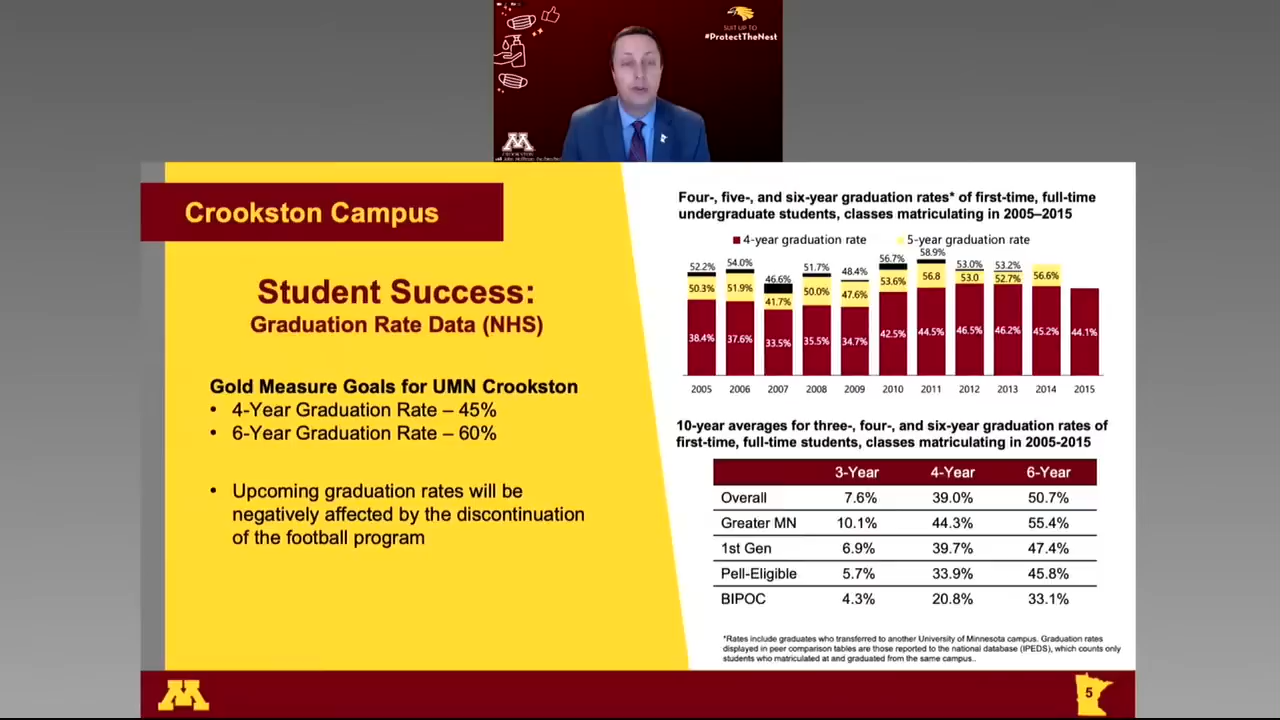 SUIT UP TO
#ProtectTheNest
M
CROOKSTON
Crookston Campus
Student Success:
Graduation Rate Data (NHS)
Gold Measure Goals for UMN Crookston
• 4-Year Graduation Rate – 45%
• 6-Year Graduation Rate – 60%
• Upcoming graduation rates will be
negatively affected by the discontinuation
of the football program
Four-, five-, and six-year graduation rates* of first-time, full-time
undergraduate students, classes matriculating in 2005–2015
4-year graduation rate 5-year graduation rate
52.2% 54.0% 46.6% 51.7% 48.4% 56.7% 58.9% 53.0% 53.2%
50.3% 51.9% 41.7% 50.0% 47.6% 53.6% 56.8 53.0 52.7% 56.6%
38.4% 37.6% 33.5% 35.5% 34.7% 42.5% 44.5% 46.5% 46.2% 45.2% 44.1%
2005 2006 2007 2008 2009 2010 2011 2012 2013 2014 2015
10-year averages for three-, four-, and six-year graduation rates of
first-time, full-time students, classes matriculating in 2005-2015
3-Year 4-Year 6-Year
Overall 7.6% 39.0% 50.7%
Greater MN 10.1% 44.3% 55.4%
1st Gen 6.9% 39.7% 47.4%
Pell-Eligible 5.7% 33.9% 45.8%
BIPOC 4.3% 20.8% 33.1%
*Rates include graduates who transferred to another University of Minnesota campus. Graduation rates
displayed in peer comparison tables are those reported to the national database (IPEDS), which counts only
students who matriculated at and graduated from the same campus..
M
5